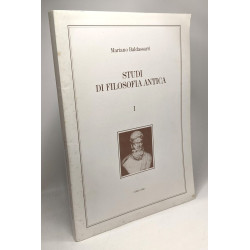 Mariano Baldassarri
STUDI
DI FILOSOFIA ANTICA
I